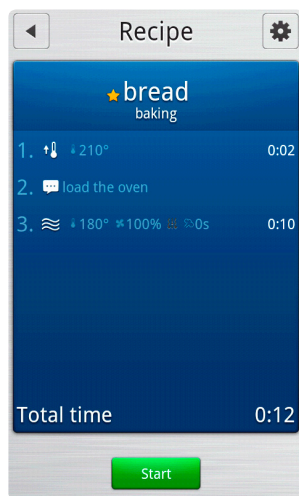 Recipe
bread
baking
1. 210° 0:02
2. load the oven
3. 180° 100% 0s 0:10
Total time 0:12
Start